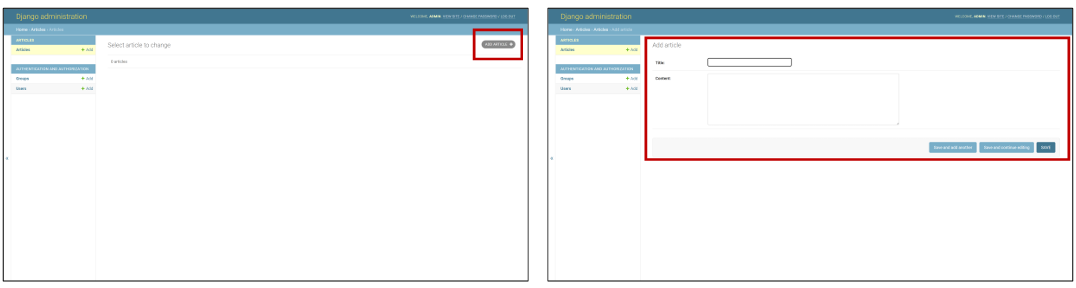 Django administration
WELCOME, ADMIN. VIEW SITE / CHANGE PASSWORD / LOG OUT
Home › Articles › Articles
ARTICLES
Articles + Add
AUTHENTICATION AND AUTHORIZATION
Groups + Add
Users + Add
Select article to change
ADD ARTICLE +
0 articles
«
Django administration
WELCOME, ADMIN. VIEW SITE / CHANGE PASSWORD / LOG OUT
Home › Articles › Articles › Add article
ARTICLES
Articles + Add
AUTHENTICATION AND AUTHORIZATION
Groups + Add
Users + Add
Add article
Title:
Content:
Save and add another
Save and continue editing
SAVE
«